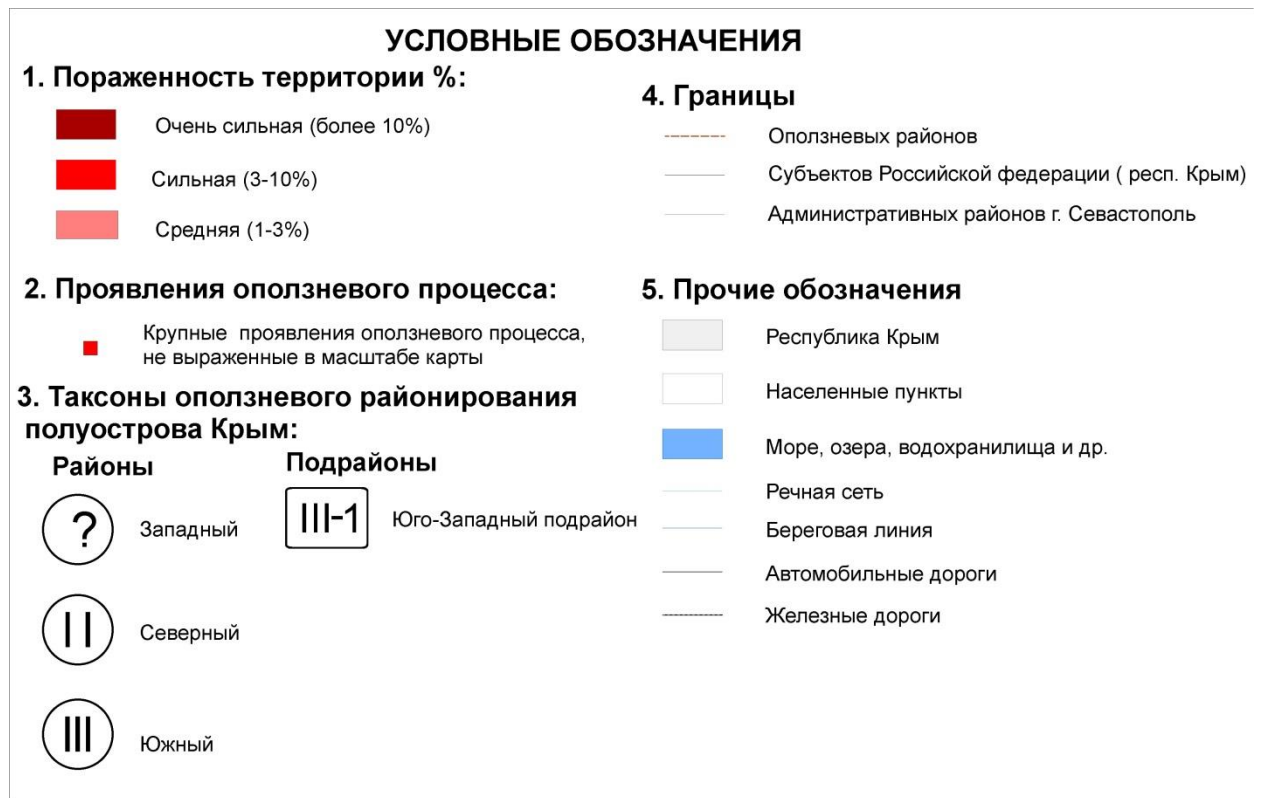 УСЛОВНЫЕ ОБОЗНАЧЕНИЯ
1. Пораженность территории %:
Очень сильная (более 10%)
Сильная (3-10%)
Средняя (1-3%)
2. Проявления оползневого процесса:
Крупные проявления оползневого процесса,
не выраженные в масштабе карты
3. Таксоны оползневого районирования
полуострова Крым:
Районы
? Западный
II Северный
III Южный
Подрайоны
III-1 Юго-Западный подрайон
4. Границы
Оползневых районов
Субъектов Российской федерации ( респ. Крым)
Административных районов г. Севастополь
5. Прочие обозначения
Республика Крым
Населенные пункты
Море, озера, водохранилища и др.
Речная сеть
Береговая линия
Автомобильные дороги
Железные дороги